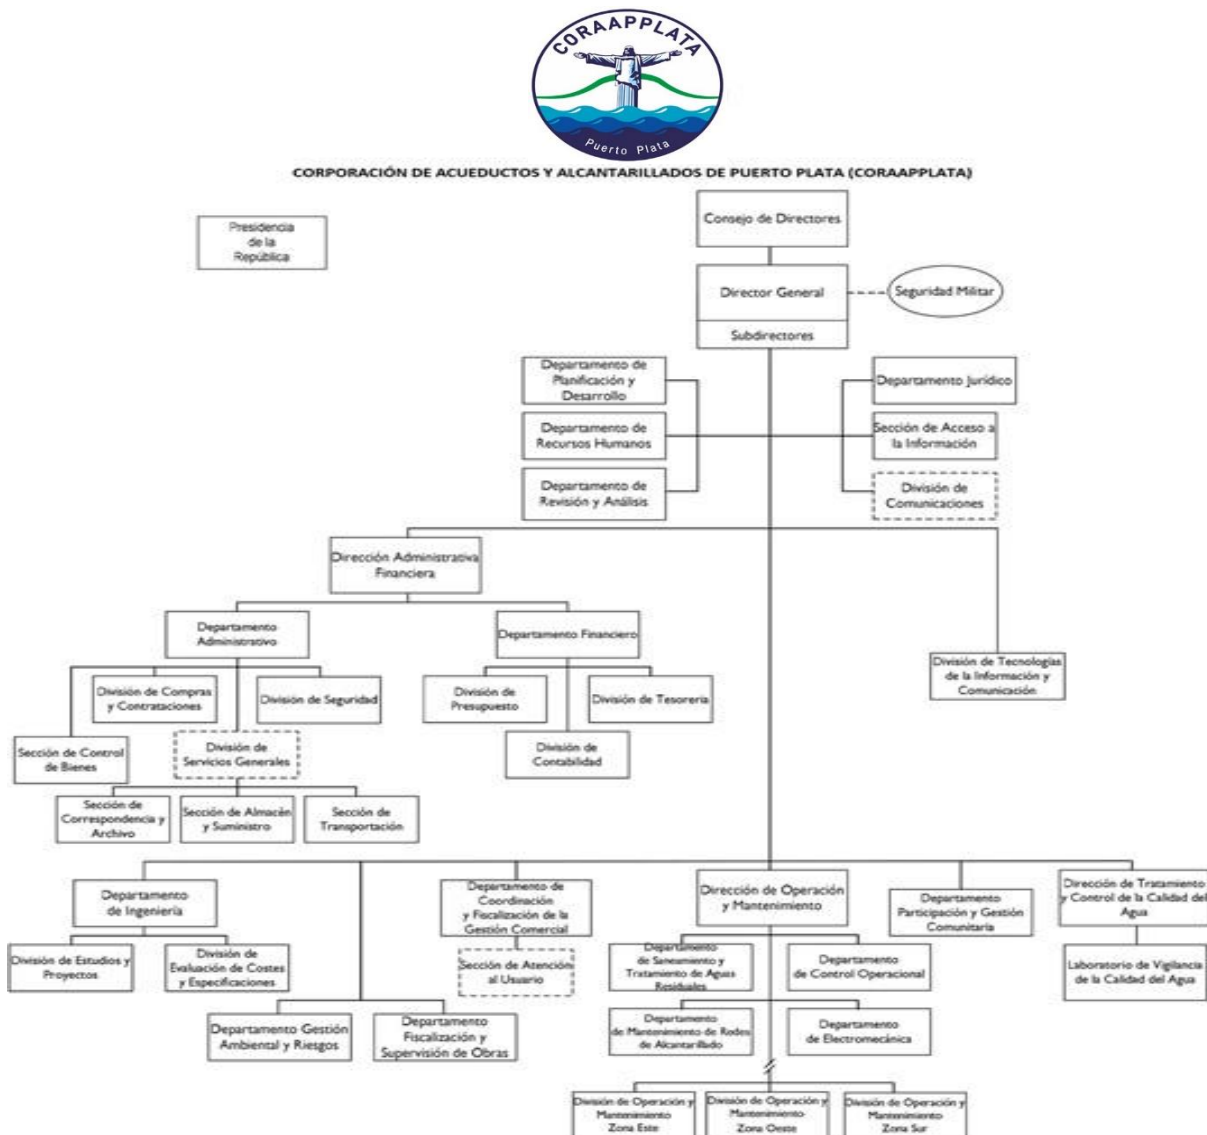 CORAAPPLATA
Puerto Plata
CORPORACIÓN DE ACUEDUCTOS Y ALCANTARILLADOS DE PUERTO PLATA (CORAAPPLATA)
Presidencia
de la
República
Consejo de Directores
Director General
Seguridad Militar
Subdirectores
Departamento de
Planificación y
Desarrollo
Departamento Jurídico
Departamento de
Recursos Humanos
Sección de Acceso a
la Información
Departamento de
Revisión y Análisis
División de
Comunicaciones
Dirección Administrativa
Financiera
Departamento
Administrativo
Departamento Financiero
División de Tecnologías
de la Información y
Comunicación
División de Compras
y Contrataciones
División de Seguridad
División de
Presupuesto
División de Tesorería
Sección de Control
de Bienes
División de
Servicios Generales
División de
Contabilidad
Sección de
Correspondencia y
Archivo
Sección de Almacén
y Suministro
Sección de
Transportación
Departamento
de Ingeniería
Departamento de
Coordinación
y Fiscalización de la
Gestión Comercial
Dirección de Operación
y Mantenimiento
Departamento
Participación y Gestión
Comunitaria
Dirección de Tratamiento
y Control de la Calidad del
Agua
División de Estudios y
Proyectos
División de
Evaluación de Costes
y Especificaciones
Sección de Atención
al Usuario
Departamento
de Saneamiento y
Tratamiento de Aguas
Residuales
Departamento
de Control Operacional
Laboratorio de Vigilancia
de la Calidad del Agua
Departamento Gestión
Ambiental y Riesgos
Departamento
Fiscalización y
Supervisión de Obras
Departamento
de Mantenimiento de Redes
de Alcantarillado
Departamento
de Electromecánica
División de Operación y
Mantenimiento
Zona Este
División de Operación y
Mantenimiento
Zona Oeste
División de Operación y
Mantenimiento
Zona Sur